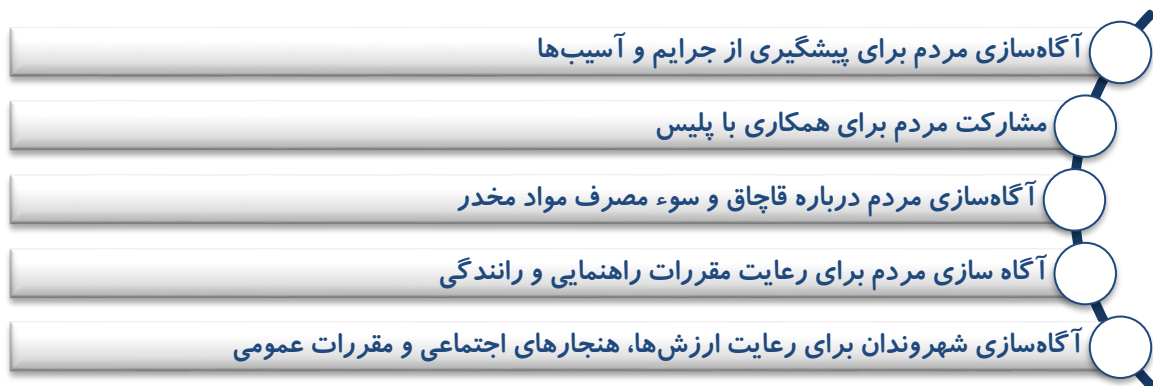 آگاه‌سازی مردم برای پیشگیری از جرایم و آسیب‌ها
مشارکت مردم برای همکاری با پلیس
آگاه‌سازی مردم درباره قاچاق و سوء مصرف مواد مخدر
آگاه سازی مردم برای رعایت مقررات راهنمایی و رانندگی
آگاه‌سازی شهروندان برای رعایت ارزش‌ها، هنجارهای اجتماعی و مقررات عمومی